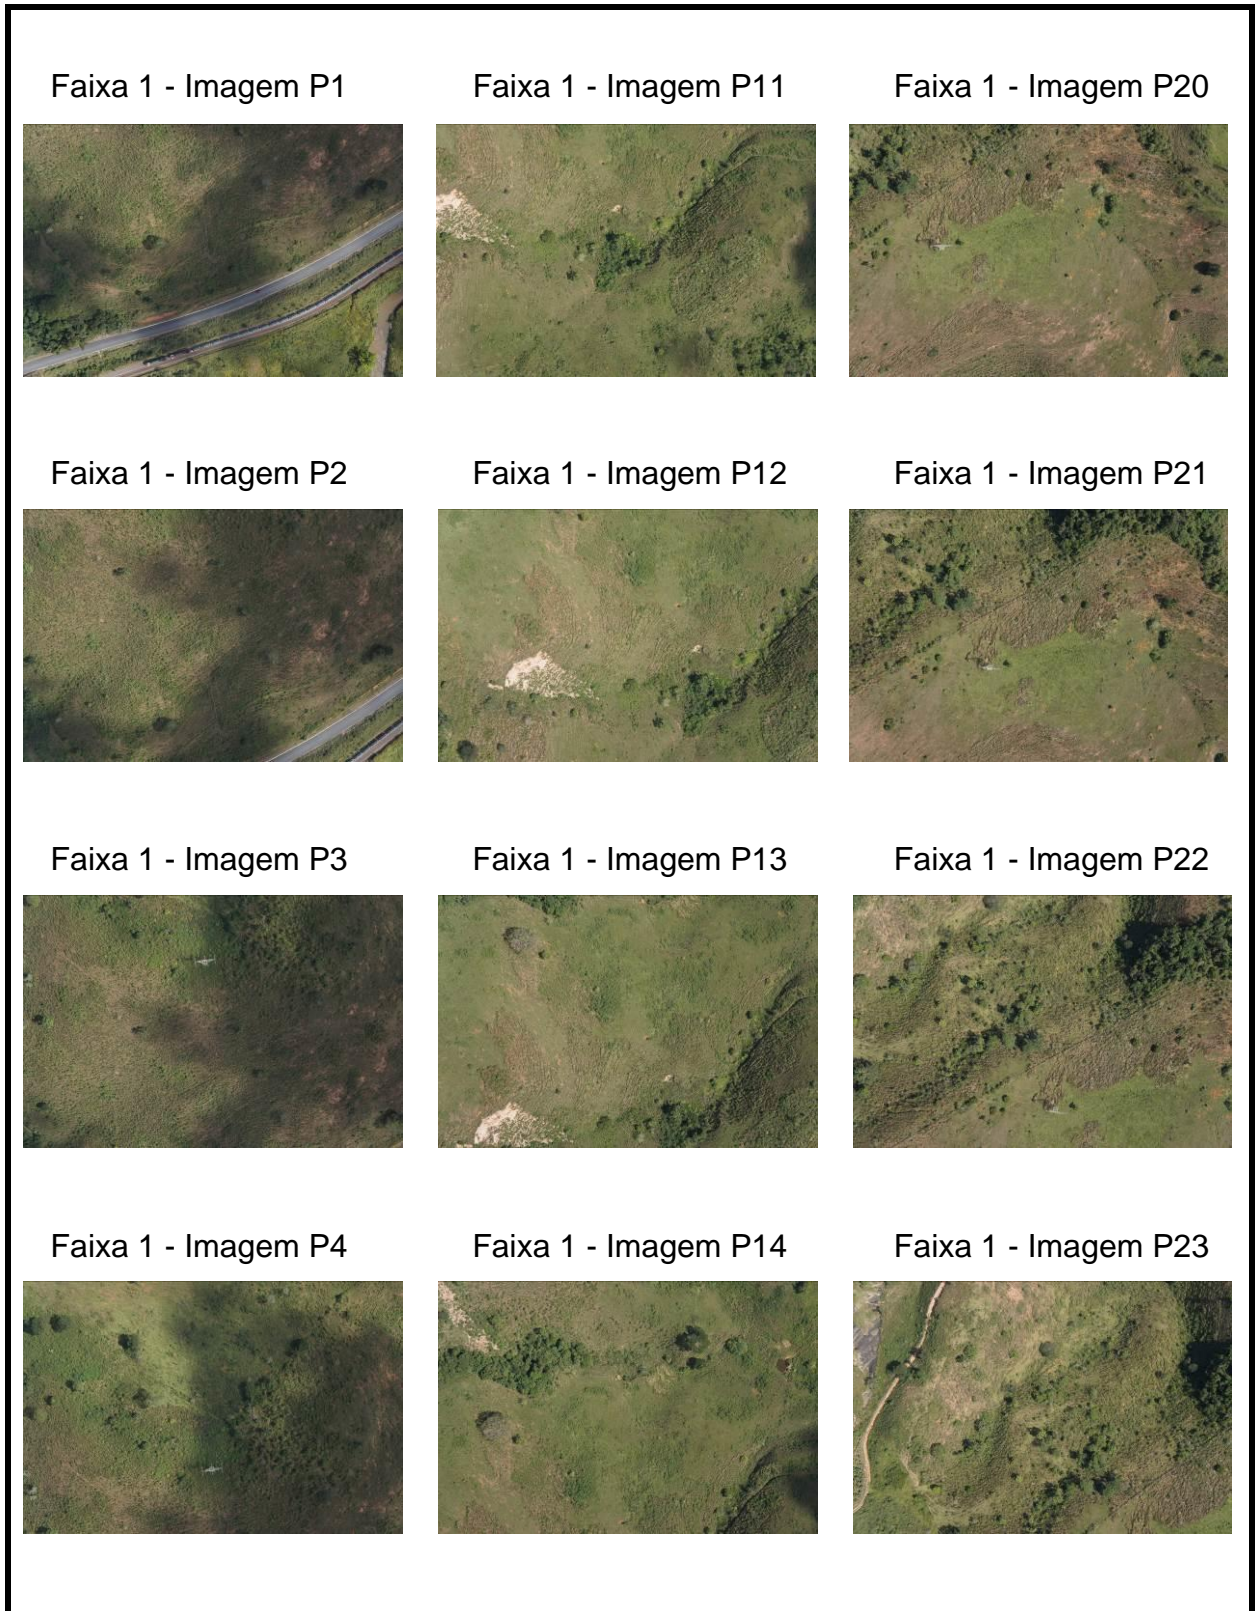 Faixa 1 - Imagem P1
Faixa 1 - Imagem P11
Faixa 1 - Imagem P20
Faixa 1 - Imagem P2
Faixa 1 - Imagem P12
Faixa 1 - Imagem P21
Faixa 1 - Imagem P3
Faixa 1 - Imagem P13
Faixa 1 - Imagem P22
Faixa 1 - Imagem P4
Faixa 1 - Imagem P14
Faixa 1 - Imagem P23